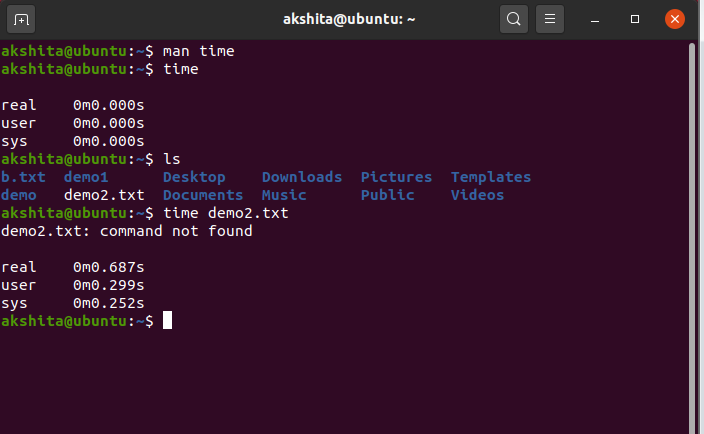 akshita@ubuntu: ~
akshita@ubuntu:~$ man time
akshita@ubuntu:~$ time

real    0m0.000s
user    0m0.000s
sys     0m0.000s
akshita@ubuntu:~$ ls
b.txt  demo1      Desktop    Downloads  Pictures  Templates
demo   demo2.txt  Documents  Music      Public    Videos
akshita@ubuntu:~$ time demo2.txt
demo2.txt: command not found

real    0m0.687s
user    0m0.299s
sys     0m0.252s
akshita@ubuntu:~$